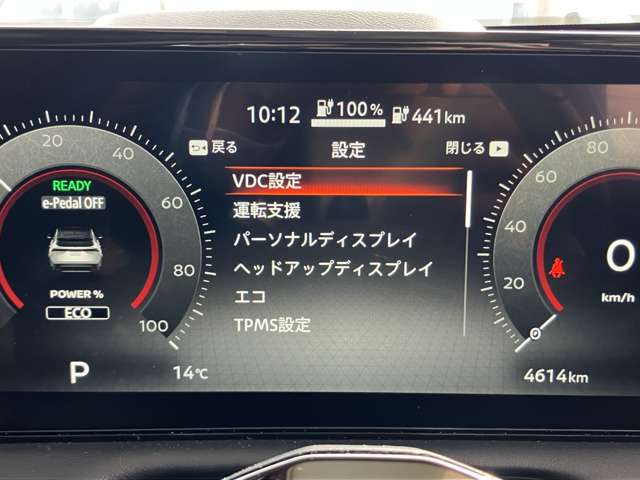 10:12 100% 441km
戻る 設定 閉じる
VDC設定
運転支援
パーソナルディスプレイ
ヘッドアップディスプレイ
エコ
TPMS設定
20 40 60 80 100
READY
e-Pedal OFF
POWER %
ECO
P
14℃
0 20 40 60 80
0
km/h
4614km